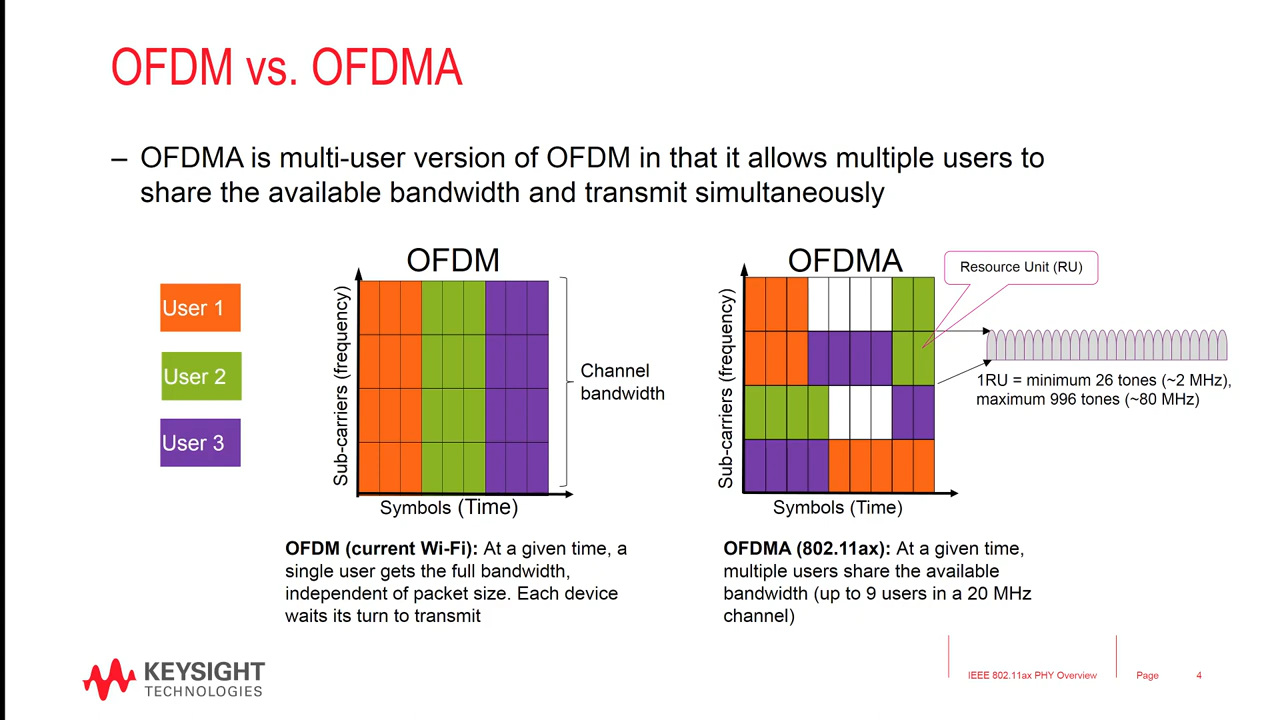 OFDM vs. OFDMA
– OFDMA is multi-user version of OFDM in that it allows multiple users to
share the available bandwidth and transmit simultaneously
User 1
User 2
User 3
OFDM
Sub-carriers (frequency)
Symbols (Time)
Channel
bandwidth
OFDMA
Sub-carriers (frequency)
Symbols (Time)
Resource Unit (RU)
1RU = minimum 26 tones (~2 MHz),
maximum 996 tones (~80 MHz)
OFDM (current Wi-Fi): At a given time, a
single user gets the full bandwidth,
independent of packet size. Each device
waits its turn to transmit
OFDMA (802.11ax): At a given time,
multiple users share the available
bandwidth (up to 9 users in a 20 MHz
channel)
KEYSIGHT
TECHNOLOGIES
IEEE 802.11ax PHY Overview
Page
4